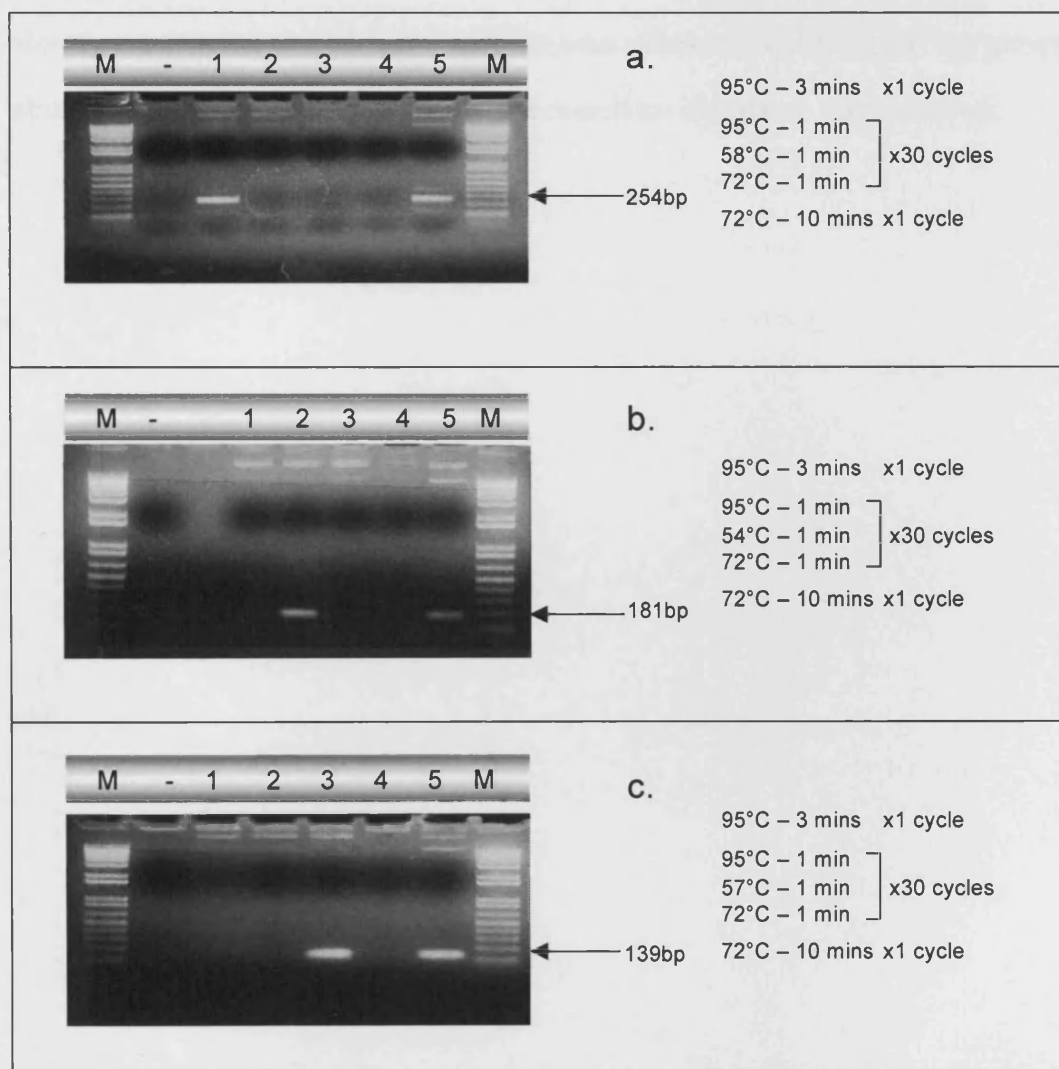 M - 1 2 3 4 5 M
a.
95°C – 3 mins x1 cycle
95°C – 1 min
58°C – 1 min x30 cycles
72°C – 1 min
254bp
72°C – 10 mins x1 cycle
M - 1 2 3 4 5 M
b.
95°C – 3 mins x1 cycle
95°C – 1 min
54°C – 1 min x30 cycles
72°C – 1 min
72°C – 10 mins x1 cycle
181bp
M - 1 2 3 4 5 M
c.
95°C – 3 mins x1 cycle
95°C – 1 min
57°C – 1 min x30 cycles
72°C – 1 min
139bp
72°C – 10 mins x1 cycle